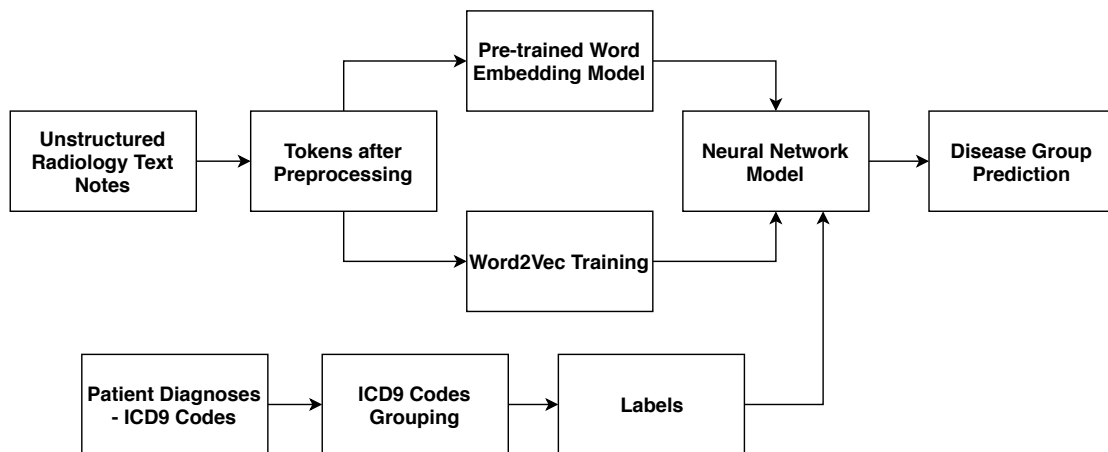 Pre-trained Word
Embedding Model
Unstructured
Radiology Text
Notes
Tokens after
Preprocessing
Neural Network
Model
Disease Group
Prediction
Word2Vec Training
Patient Diagnoses
- ICD9 Codes
ICD9 Codes
Grouping
Labels